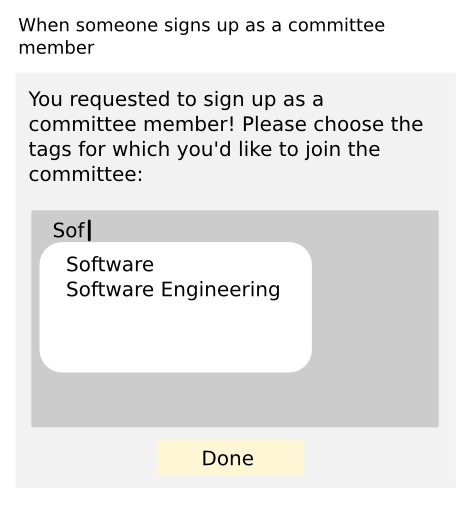 When someone signs up as a committee
member
You requested to sign up as a
committee member! Please choose the
tags for which you'd like to join the
committee:
Sof
Software
Software Engineering
Done